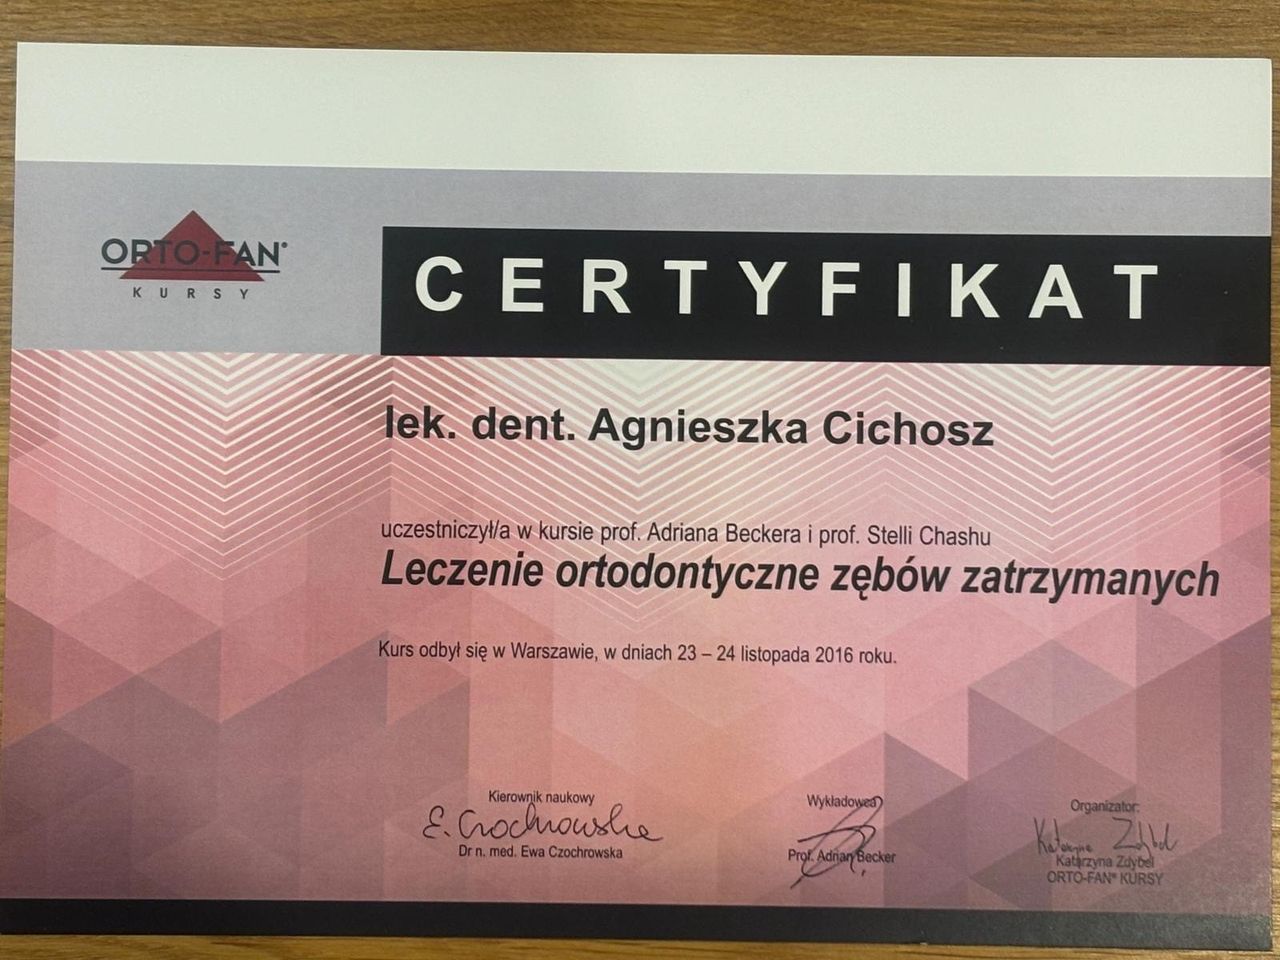 ORTO-FAN®
KURSY
CERTYFIKAT
lek. dent. Agnieszka Cichosz
uczestniczył/a w kursie prof. Adriana Beckera i prof. Stelli Chashu
Leczenie ortodontyczne zębów zatrzymanych
Kurs odbył się w Warszawie, w dniach 23 – 24 listopada 2016 roku.
Kierownik naukowy
E. Czochrowska
Dr n. med. Ewa Czochrowska
Wykładowca
Prof. Adrian Becker
Organizator:
Katarzyna Zdybel
Katarzyna Zdybel
ORTO-FAN® KURSY